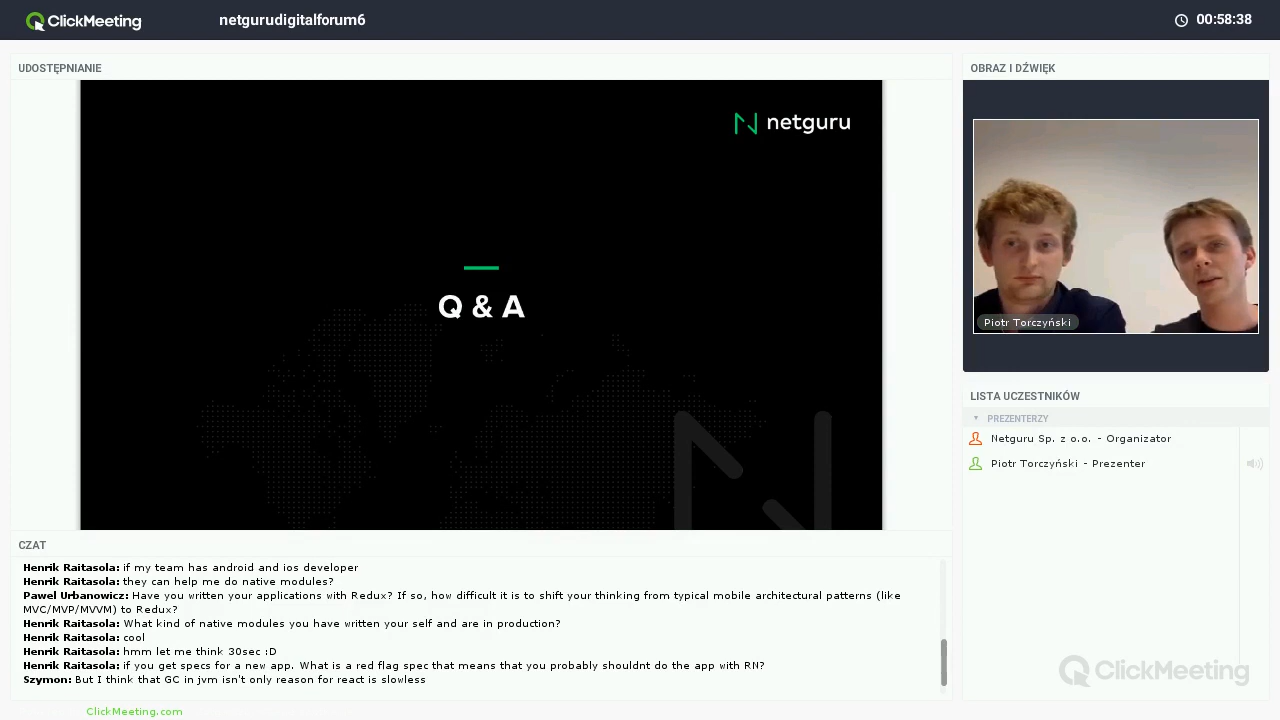 ClickMeeting
netgurudigitalforum6
00:58:38
UDOSTĘPNIANIE
OBRAZ I DŹWIĘK
netguru
Q & A
Piotr Torczyński
LISTA UCZESTNIKÓW
PREZENTERZY
Netguru Sp. z o.o. - Organizator
Piotr Torczyński - Prezenter
CZAT
Henrik Raitasola: if my team has android and ios developer
Henrik Raitasola: they can help me do native modules?
Pawel Urbanowicz: Have you written your applications with Redux? If so, how difficult it is to shift your thinking from typical mobile architectural patterns (like
MVC/MVP/MVVM) to Redux?
Henrik Raitasola: What kind of native modules you have written your self and are in production?
Henrik Raitasola: cool
Henrik Raitasola: hmm let me think 30sec :D
Henrik Raitasola: if you get specs for a new app. What is a red flag spec that means that you probably shouldnt do the app with RN?
Szymon: But I think that GC in jvm isn't only reason for react is slowless
ClickMeeting
ClickMeeting.com